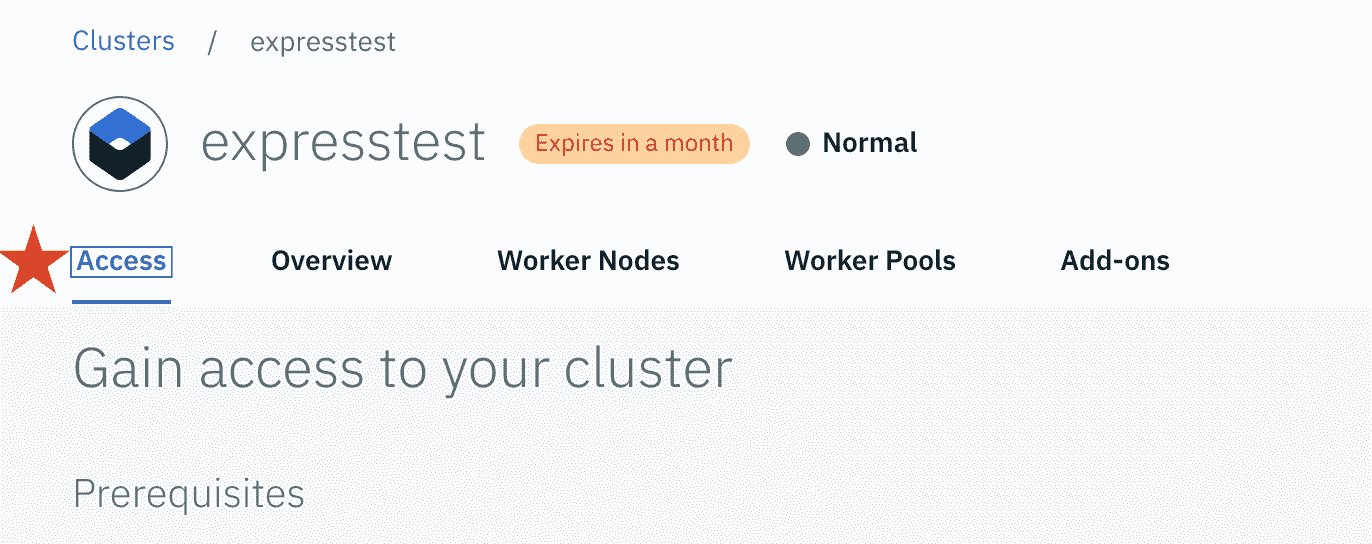 Clusters / expresstest
expresstest Expires in a month Normal
Access Overview Worker Nodes Worker Pools Add-ons
Gain access to your cluster
Prerequisites